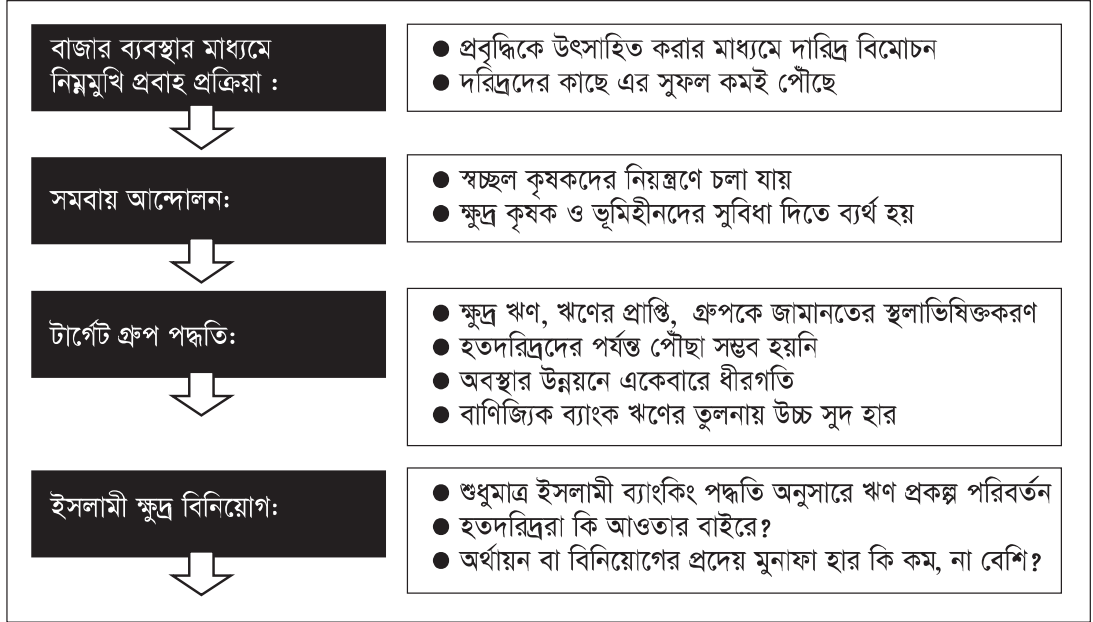 বাজার ব্যবস্থার মাধ্যমে
নিম্নমুখি প্রবাহ প্রক্রিয়া :
● প্রবৃদ্ধিকে উৎসাহিত করার মাধ্যমে দারিদ্র বিমোচন
● দরিদ্রদের কাছে এর সুফল কমই পৌঁছে
সমবায় আন্দোলন:
● স্বচ্ছল কৃষকদের নিয়ন্ত্রণে চলা যায়
● ক্ষুদ্র কৃষক ও ভূমিহীনদের সুবিধা দিতে ব্যর্থ হয়
টার্গেট গ্রুপ পদ্ধতি:
● ক্ষুদ্র ঋণ, ঋণের প্রাপ্তি, গ্রুপকে জামানতের স্থলাভিষিক্তকরণ
● হতদরিদ্রদের পর্যন্ত পৌছা সম্ভব হয়নি
● অবস্থার উন্নয়নে একেবারে ধীরগতি
● বাণিজ্যিক ব্যাংক ঋণের তুলনায় উচ্চ সুদ হার
ইসলামী ক্ষুদ্র বিনিয়োগ:
● শুধুমাত্র ইসলামী ব্যাংকিং পদ্ধতি অনুসারে ঋণ প্রকল্প পরিবর্তন
● হতদরিদ্ররা কি আওতার বাইরে?
● অর্থায়ন বা বিনিয়োগের প্রদেয় মুনাফা হার কি কম, না বেশি?